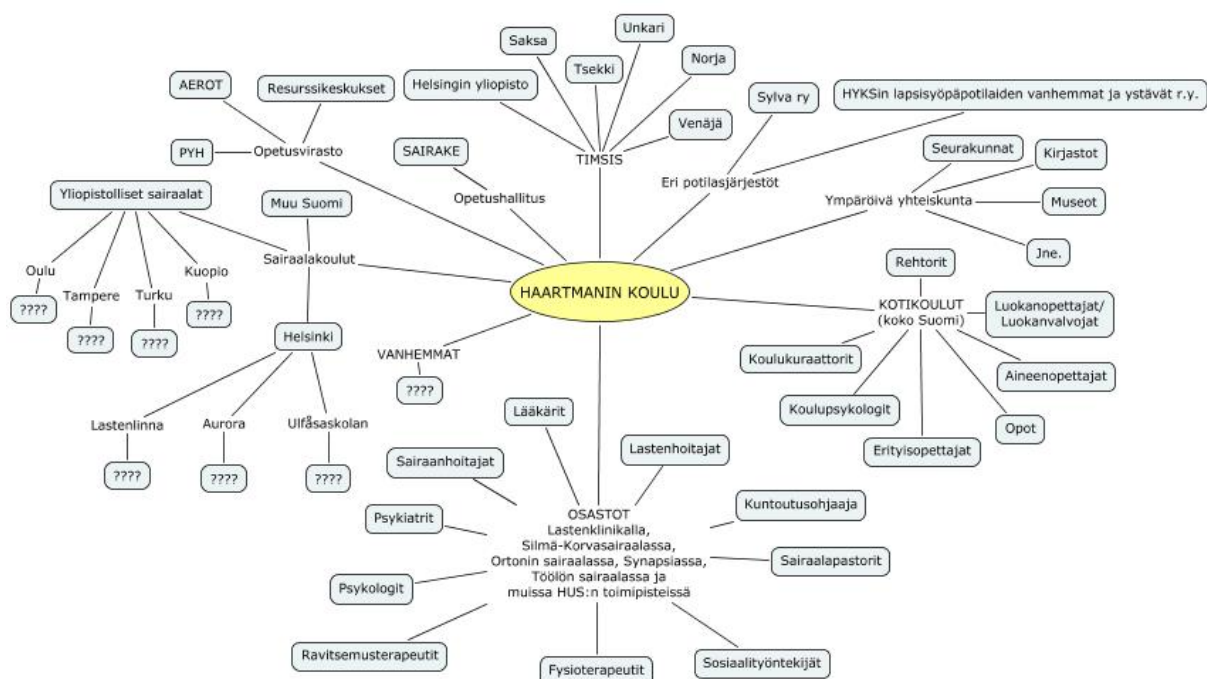 Unkari
Saksa
Tsekki
Norja
AEROT
Resurssikeskukset
Helsingin yliopisto
Sylva ry
HYKSin lapsisyöpäpotilaiden vanhemmat ja ystävät r.y.
Venäjä
PYH
Opetusvirasto
SAIRAKE
TIMSIS
Seurakunnat
Kirjastot
Eri potilasjärjestöt
Yliopistolliset sairaalat
Muu Suomi
Opetushallitus
Ympäröivä yhteiskunta
Museot
Oulu
Kuopio
Sairaalakoulut
Jne.
Rehtorit
Tampere
Turku
????
????
????
????
HAARTMANIN KOULU
KOTIKOULUT
(koko Suomi)
Luokanopettajat/
Luokanvalvojat
Helsinki
VANHEMMAT
????
Koulukuraattorit
Aineenopettajat
Koulupsykologit
Opot
Erityisopettajat
Lastenlinna
Aurora
Ulfåsaskolan
????
????
????
Lääkärit
Lastenhoitajat
Sairaanhoitajat
Kuntoutusohjaaja
Psykiatrit
OSASTOT
Lastenklinikalla,
Silmä-Korvasairaalassa,
Ortonin sairaalassa, Synapsiassa,
Töölön sairaalassa ja
muissa HUS:n toimipisteissä
Sairaalapastorit
Psykologit
Ravitsemusterapeutit
Fysioterapeutit
Sosiaalityöntekijät